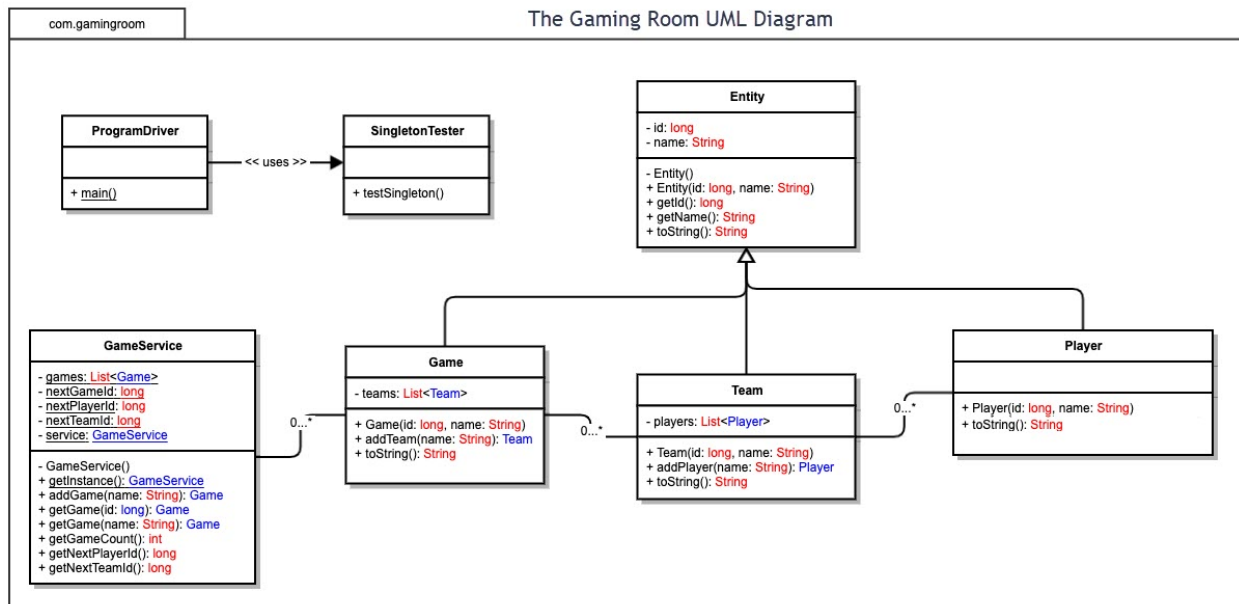 com.gamingroom
The Gaming Room UML Diagram
ProgramDriver
+ main()
<< uses >>
SingletonTester
+ testSingleton()
Entity
- id: long
- name: String
- Entity()
+ Entity(id: long, name: String)
+ getId(): long
+ getName(): String
+ toString(): String
GameService
- games: List<Game>
- nextGameId: long
- nextPlayerId: long
- nextTeamId: long
- service: GameService
- GameService()
+ getInstance(): GameService
+ addGame(name: String): Game
+ getGame(id: long): Game
+ getGame(name: String): Game
+ getGameCount(): int
+ getNextPlayerId(): long
+ getNextTeamId(): long
0...*
Game
- teams: List<Team>
+ Game(id: long, name: String)
+ addTeam(name: String): Team
+ toString(): String
0...*
Team
- players: List<Player>
+ Team(id: long, name: String)
+ addPlayer(name: String): Player
+ toString(): String
0...*
Player
+ Player(id: long, name: String)
+ toString(): String